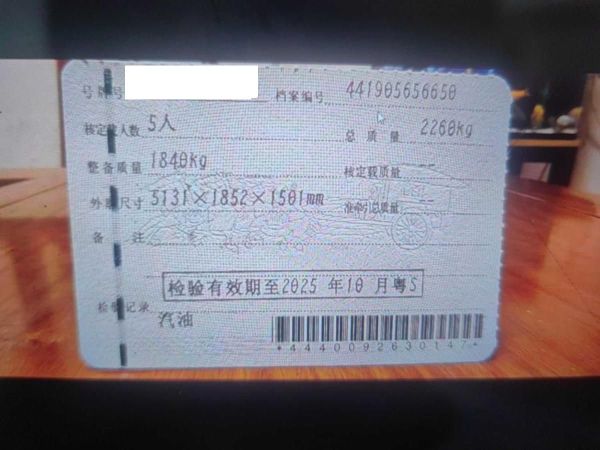 号牌号 档案编号 441905656650
核定载人数 5人 总质量 2260kg
整备质量 1840kg 核定载质量
外廓尺寸 5131×1852×1501mm 准牵引总质量
备注
检验有效期至2025年10月粤S
检验记录
汽油
*4440092630147*